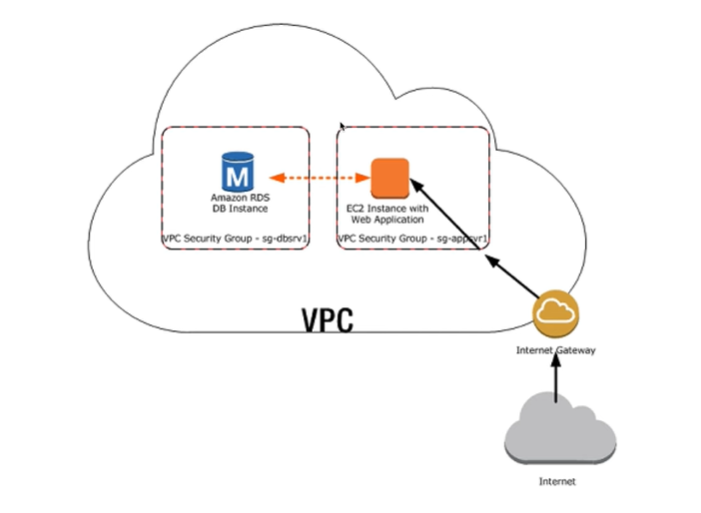 M
Amazon RDS
DB Instance
VPC Security Group - sg-dbsrv1
EC2 Instance with
Web Application
VPC Security Group - sg-appsvr1
VPC
Internet Gateway
Internet